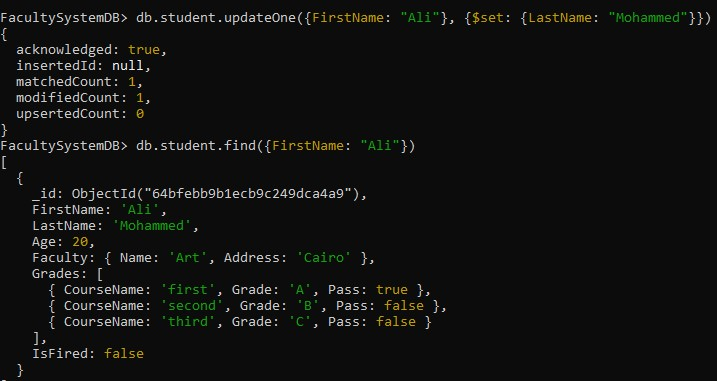 FacultySystemDB> db.student.updateOne({FirstName: "Ali"}, {$set: {LastName: "Mohammed"}})
{
  acknowledged: true,
  insertedId: null,
  matchedCount: 1,
  modifiedCount: 1,
  upsertedCount: 0
}
FacultySystemDB> db.student.find({FirstName: "Ali"})
[
  {
    _id: ObjectId("64bfebb9b1ecb9c249dca4a9"),
    FirstName: 'Ali',
    LastName: 'Mohammed',
    Age: 20,
    Faculty: { Name: 'Art', Address: 'Cairo' },
    Grades: [
      { CourseName: 'first', Grade: 'A', Pass: true },
      { CourseName: 'second', Grade: 'B', Pass: false },
      { CourseName: 'third', Grade: 'C', Pass: false }
    ],
    IsFired: false
  }